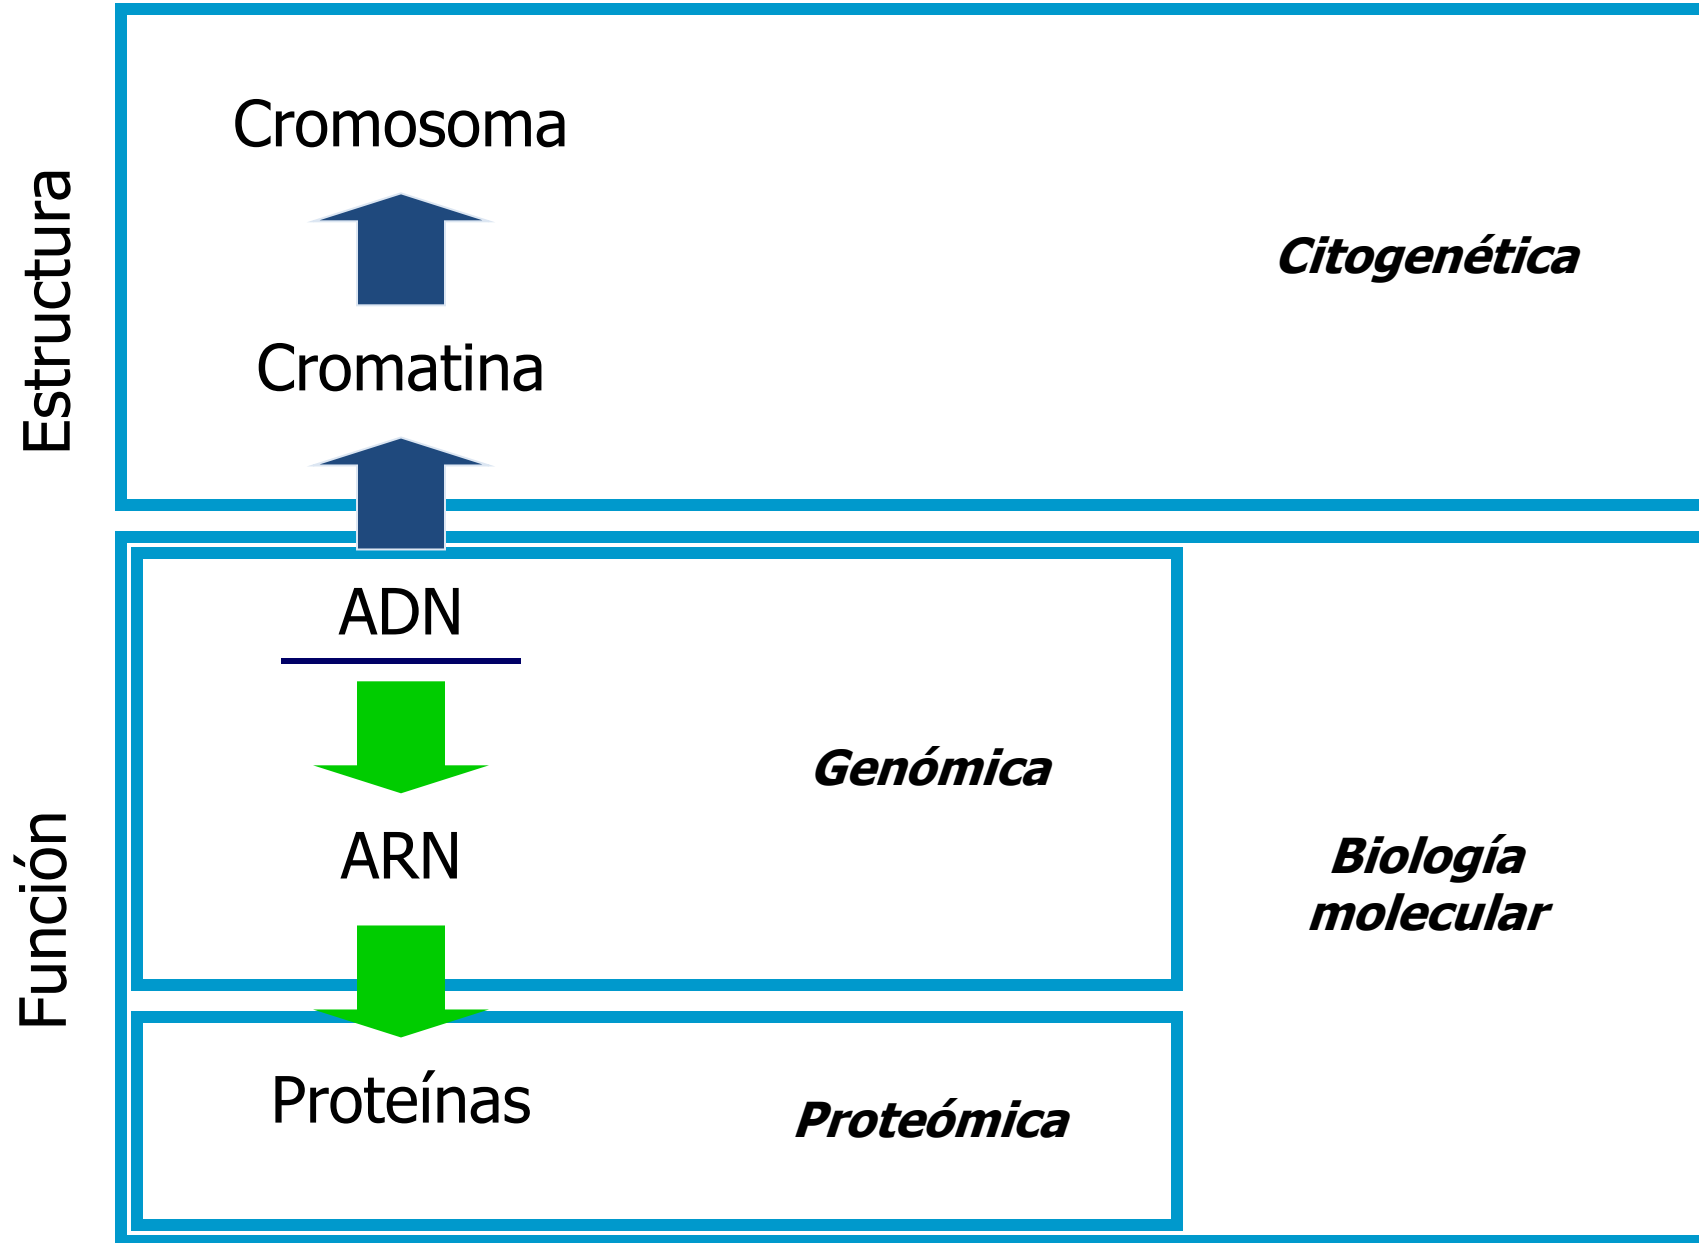 Estructura
Cromosoma
Citogenética
Cromatina
Función
ADN
Genómica
ARN
Biología
molecular
Proteínas
Proteómica